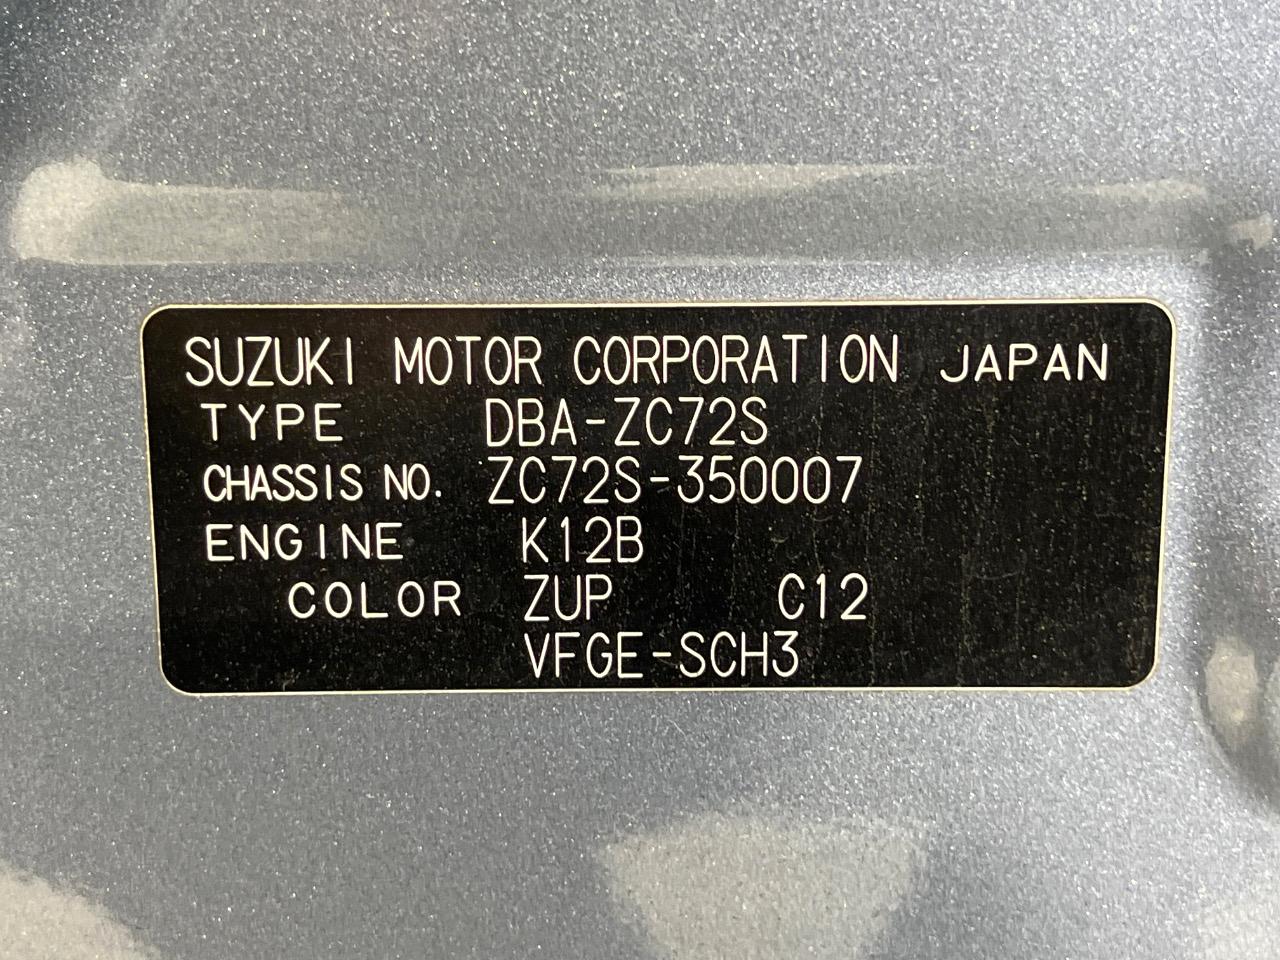 SUZUKI MOTOR CORPORATION JAPAN
TYPE DBA-ZC72S
CHASSIS NO. ZC72S-350007
ENGINE K12B
COLOR ZUP C12
VFGE-SCH3